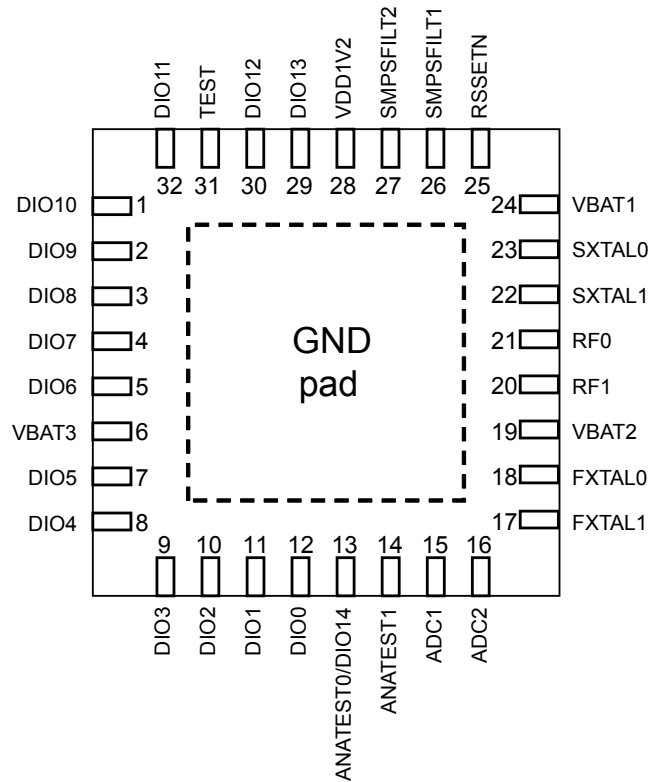 DIO11
TEST
DIO12
DIO13
VDD1V2
SMPSFILT2
SMPSFILT1
RSSETN
32 31 30 29 28 27 26 25
DIO10 1 24 VBAT1
DIO9 2 23 SXTAL0
DIO8 3 22 SXTAL1
DIO7 4 21 RF0
DIO6 5 20 RF1
VBAT3 6 19 VBAT2
DIO5 7 18 FXTAL0
DIO4 8 17 FXTAL1
GND
pad
9 10 11 12 13 14 15 16
DIO3
DIO2
DIO1
DIO0
ANATEST0/DIO14
ANATEST1
ADC1
ADC2